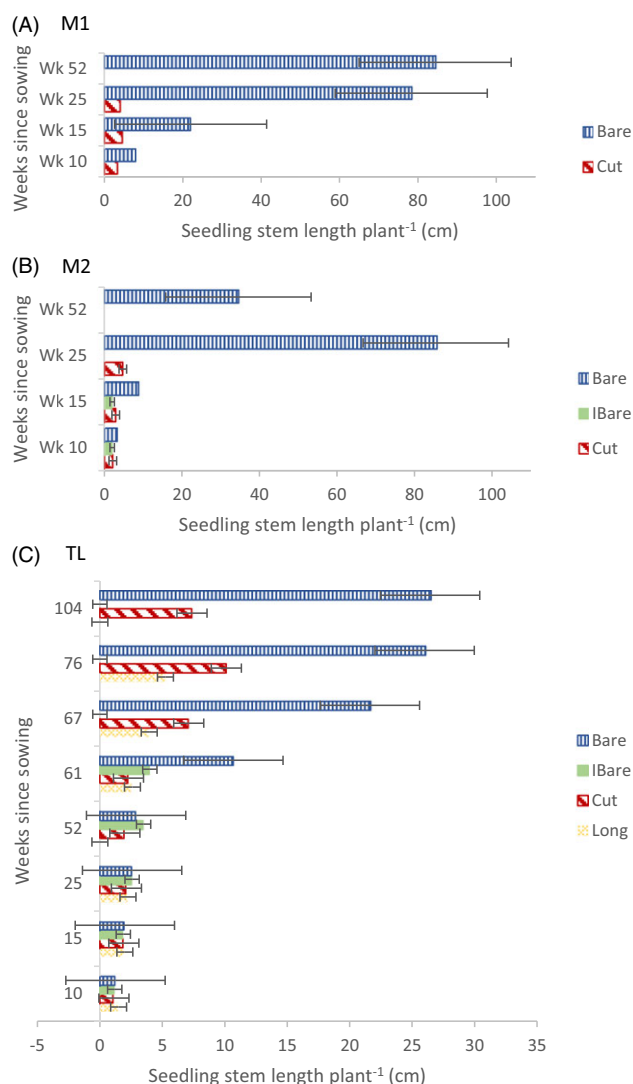 (A) M1
Weeks since sowing
Wk 52
Wk 25
Wk 15
Wk 10
0 20 40 60 80 100
Seedling stem length plant-1 (cm)
Bare
Cut
(B) M2
Weeks since sowing
Wk 52
Wk 25
Wk 15
Wk 10
0 20 40 60 80 100
Seedling stem length plant-1 (cm)
Bare
IBare
Cut
(C) TL
Weeks since sowing
104
76
67
61
52
25
15
10
-5 0 5 10 15 20 25 30 35
Seedling stem length plant-1 (cm)
Bare
IBare
Cut
Long